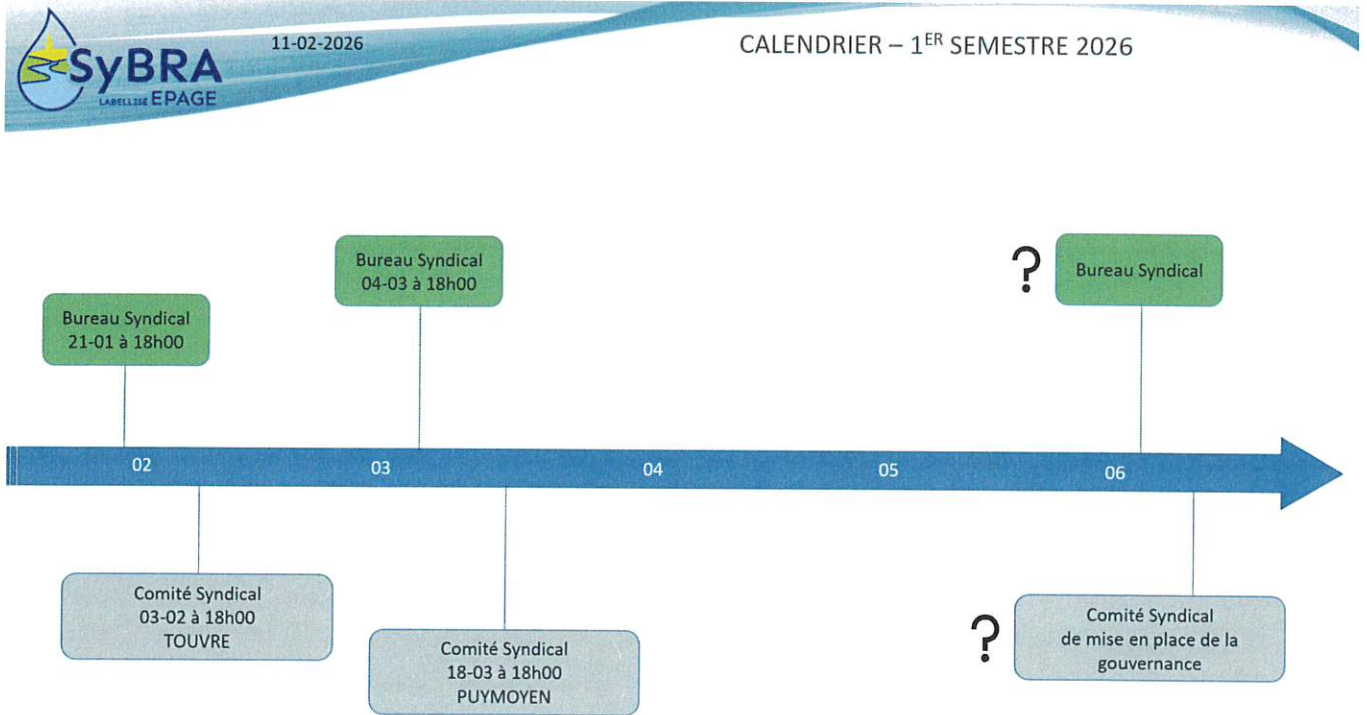 SyBRA
LABELLISÉ EPAGE
11-02-2026
CALENDRIER – 1ER SEMESTRE 2026
Bureau Syndical
21-01 à 18h00
Bureau Syndical
04-03 à 18h00
?
Bureau Syndical
02
03
04
05
06
Comité Syndical
03-02 à 18h00
TOUVRE
Comité Syndical
18-03 à 18h00
PUYMOYEN
?
Comité Syndical
de mise en place de la
gouvernance